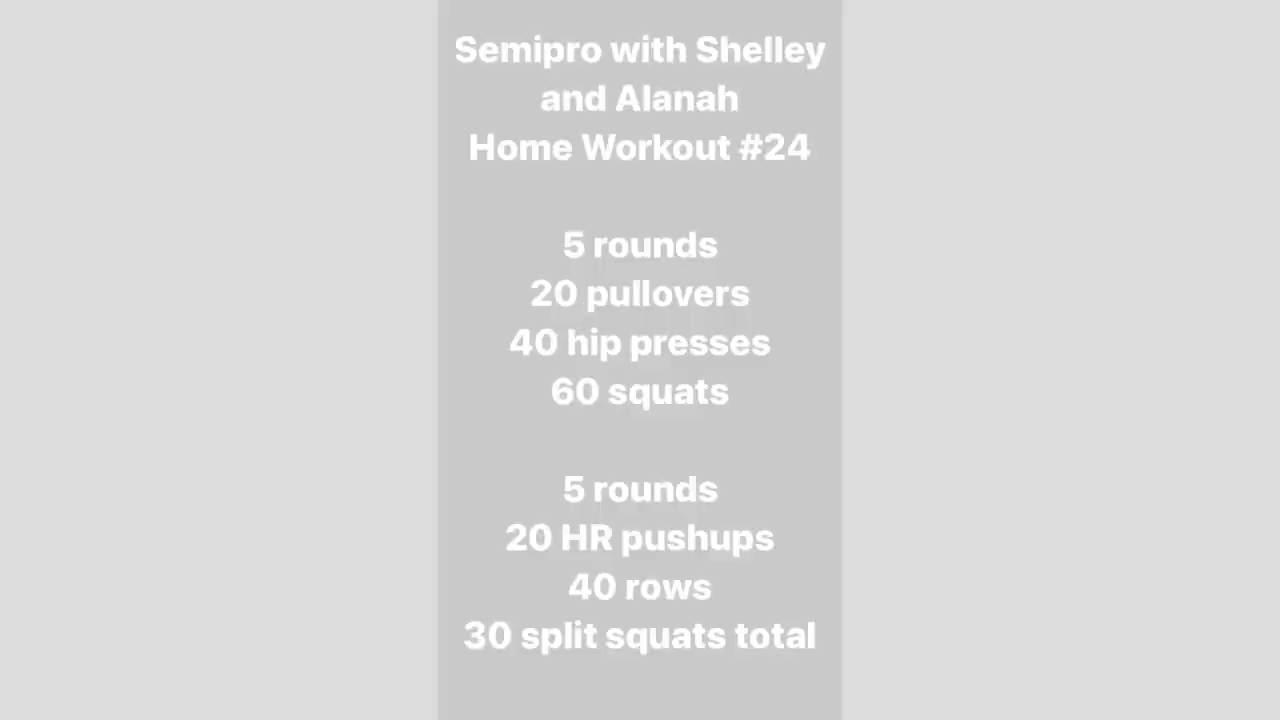 Semipro with Shelley
and Alanah
Home Workout #24
5 rounds
20 pullovers
40 hip presses
60 squats
5 rounds
20 HR pushups
40 rows
30 split squats total